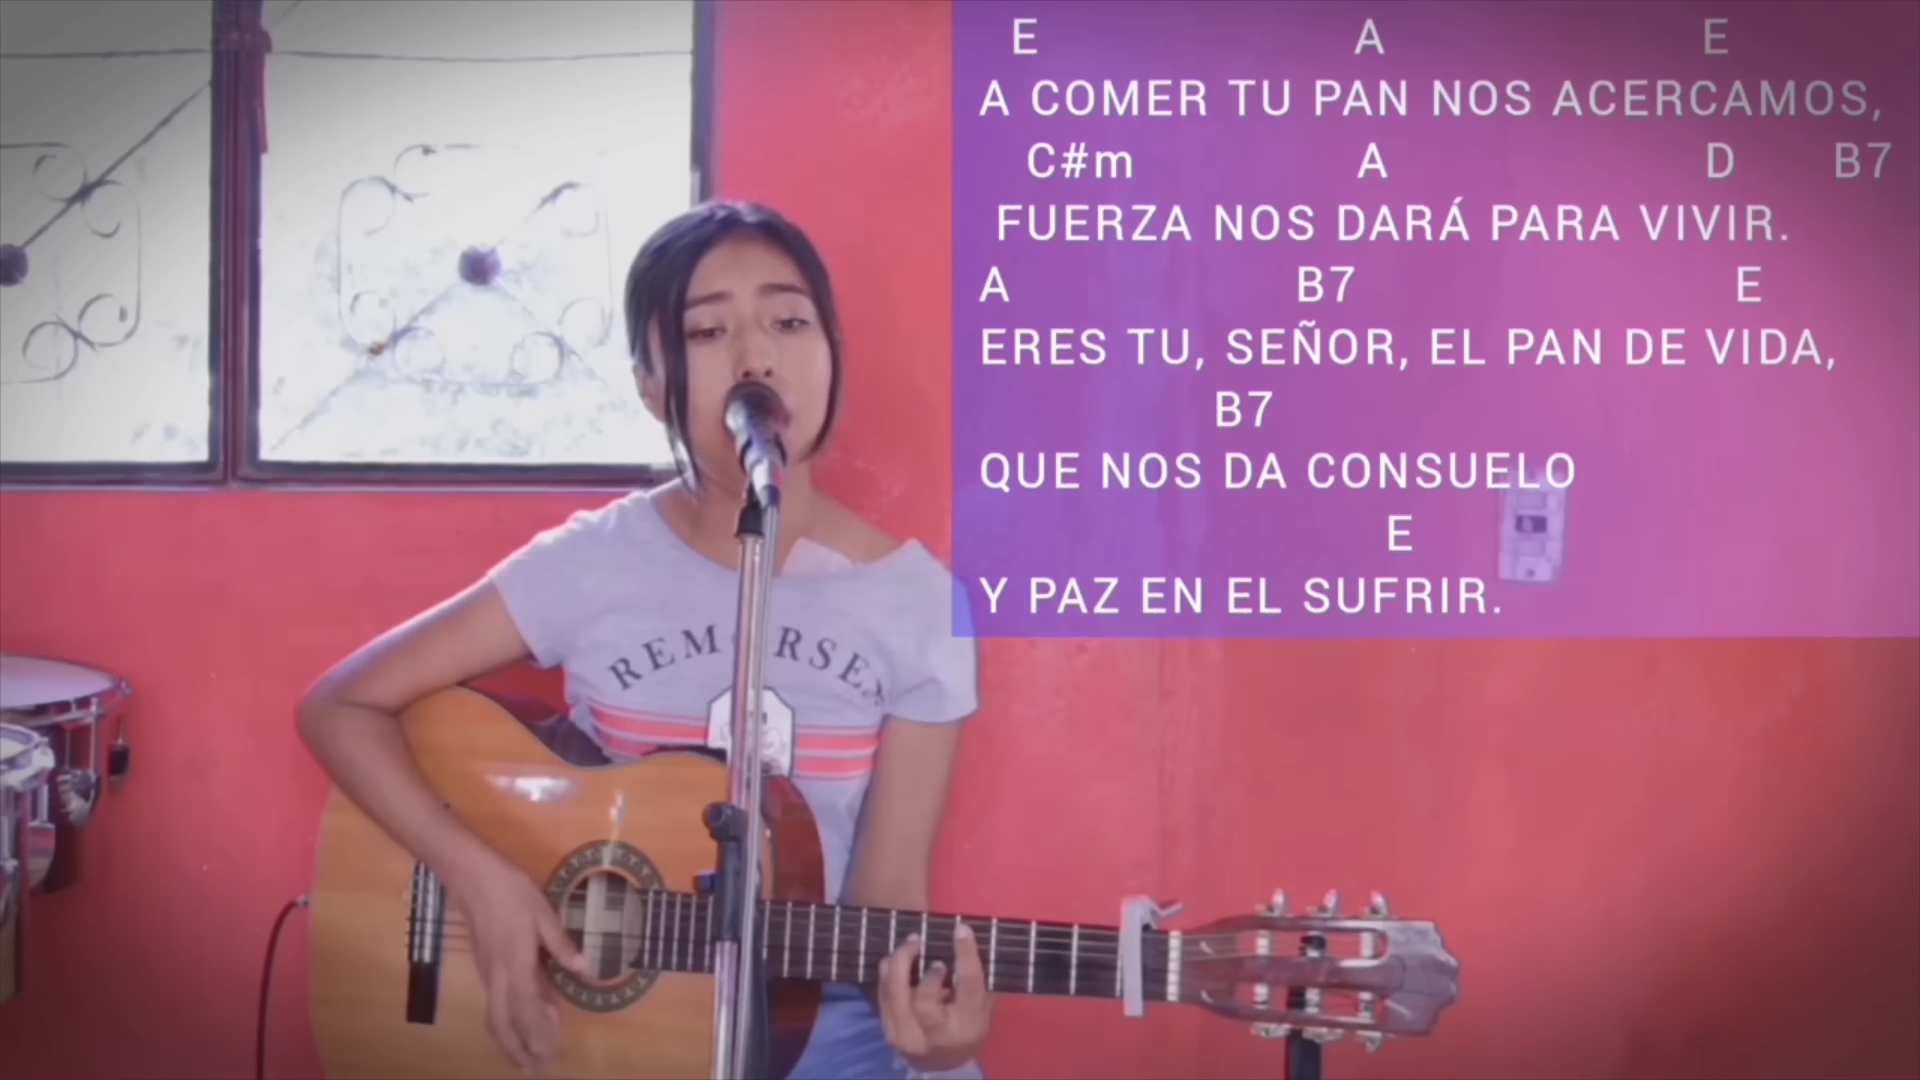 E A E
A COMER TU PAN NOS ACERCAMOS,
C#m A D B7
FUERZA NOS DARÁ PARA VIVIR.
A B7 E
ERES TU, SEÑOR, EL PAN DE VIDA,
B7
QUE NOS DA CONSUELO
E
Y PAZ EN EL SUFRIR.